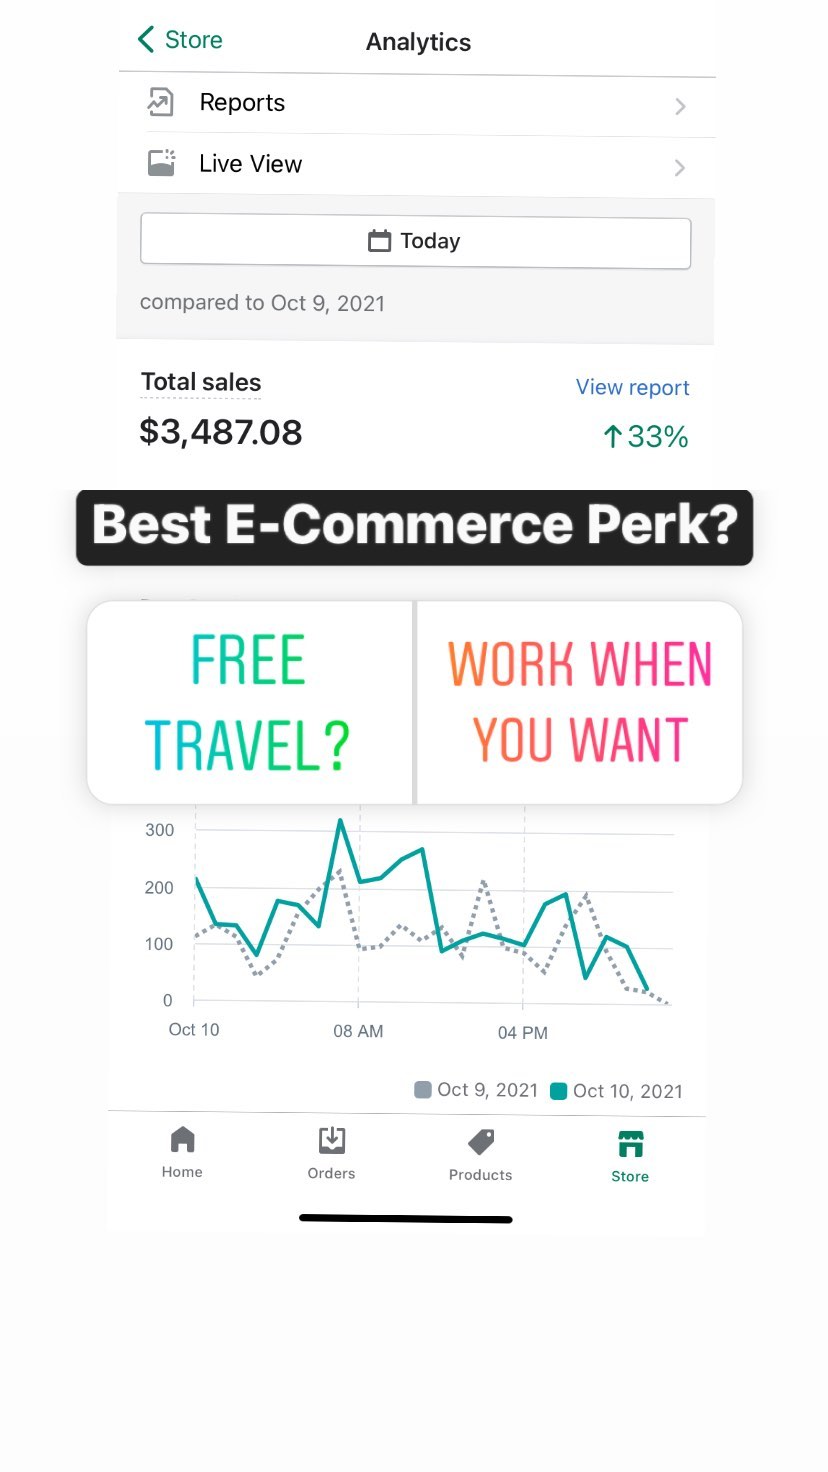 Store
Analytics
Reports
Live View
Today
compared to Oct 9, 2021
Total sales
View report
$3,487.08
↑33%
Best E-Commerce Perk?
FREE
TRAVEL?
WORK WHEN
YOU WANT
300
200
100
0
Oct 10
08 AM
04 PM
Oct 9, 2021
Oct 10, 2021
Home
Orders
Products
Store